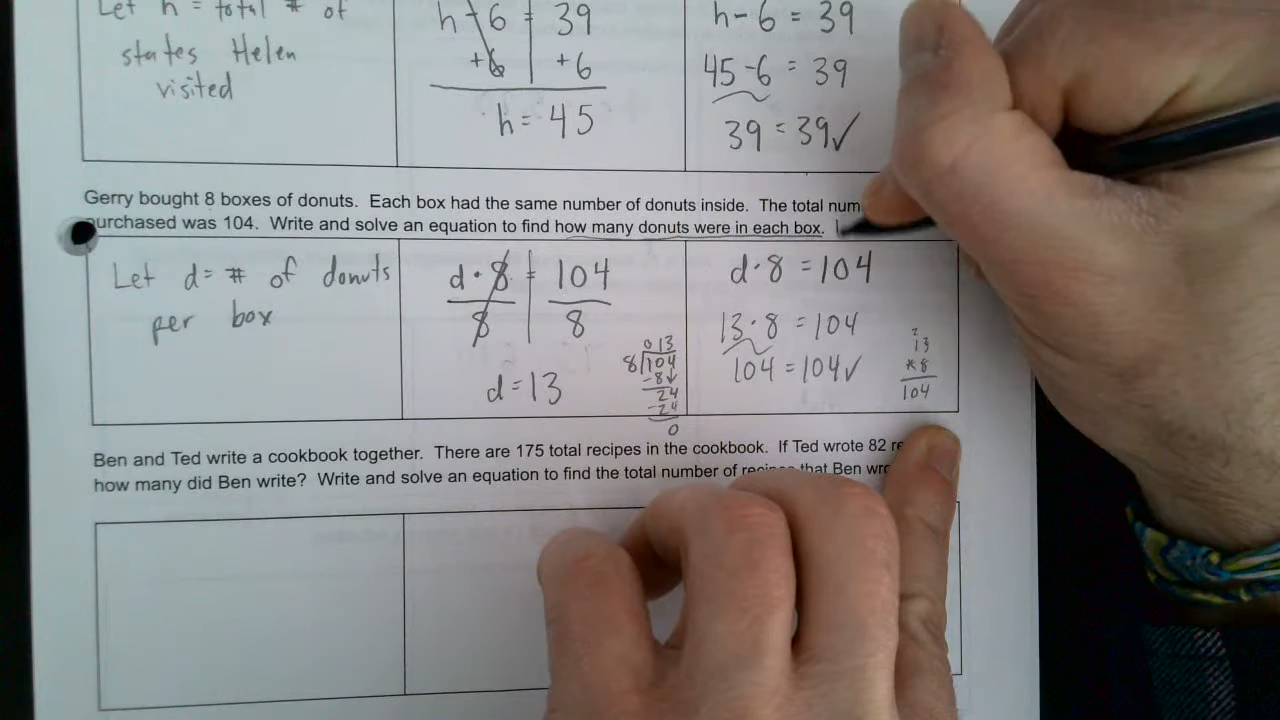 Let h = total # of
states Helen
visited
h - 6 = 39
+6 +6
h = 45
h - 6 = 39
45 - 6 = 39
39 = 39 ✓
Gerry bought 8 boxes of donuts. Each box had the same number of donuts inside. The total num
purchased was 104. Write and solve an equation to find how many donuts were in each box.
Let d = # of donuts
per box
d · 8 = 104
8 8
d = 13
013
8 104
-8↓
24
-24
0
d · 8 = 104
13 · 8 = 104
104 = 104 ✓
2
13
*8
104
Ben and Ted write a cookbook together. There are 175 total recipes in the cookbook. If Ted wrote 82 re
how many did Ben write? Write and solve an equation to find the total number of that Ben